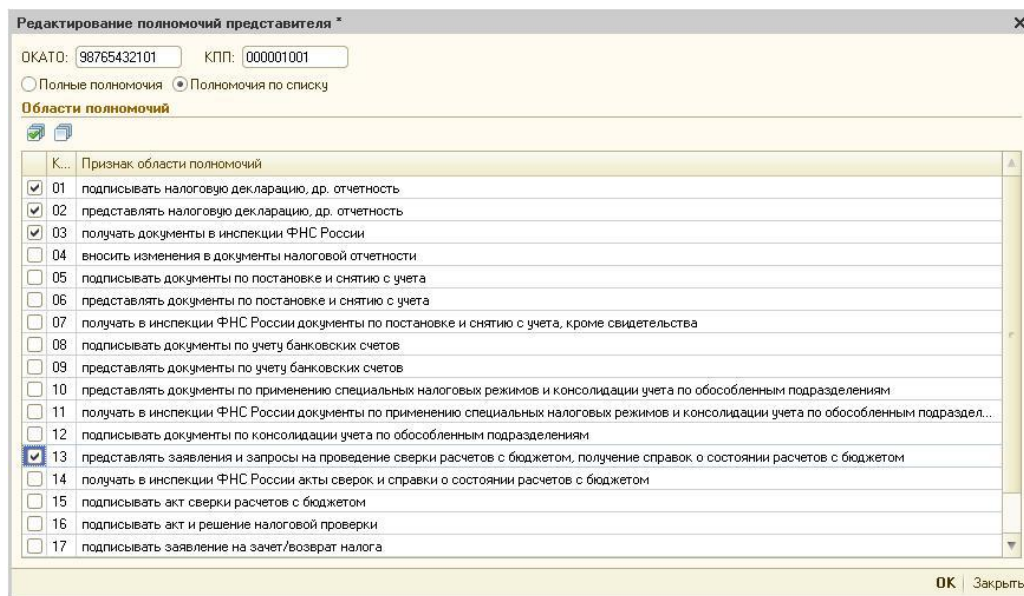 Редактирование полномочий представителя *
ОКАТО: 98765432101 КПП: 000001001
Полные полномочия Полномочия по списку
Области полномочий
К... Признак области полномочий
01 подписывать налоговую декларацию, др. отчетность
02 представлять налоговую декларацию, др. отчетность
03 получать документы в инспекции ФНС России
04 вносить изменения в документы налоговой отчетности
05 подписывать документы по постановке и снятию с учета
06 представлять документы по постановке и снятию с учета
07 получать в инспекции ФНС России документы по постановке и снятию с учета, кроме свидетельства
08 подписывать документы по учету банковских счетов
09 представлять документы по учету банковских счетов
10 представлять документы по применению специальных налоговых режимов и консолидации учета по обособленным подразделениям
11 получать в инспекции ФНС России документы по применению специальных налоговых режимов и консолидации учета по обособленным подраздел...
12 подписывать документы по консолидации учета по обособленным подразделениям
13 представлять заявления и запросы на проведение сверки расчетов с бюджетом, получение справок о состоянии расчетов с бюджетом
14 получать в инспекции ФНС России акты сверок и справки о состоянии расчетов с бюджетом
15 подписывать акт сверки расчетов с бюджетом
16 подписывать акт и решение налоговой проверки
17 подписывать заявление на зачет/возврат налога
ОК Закрыть